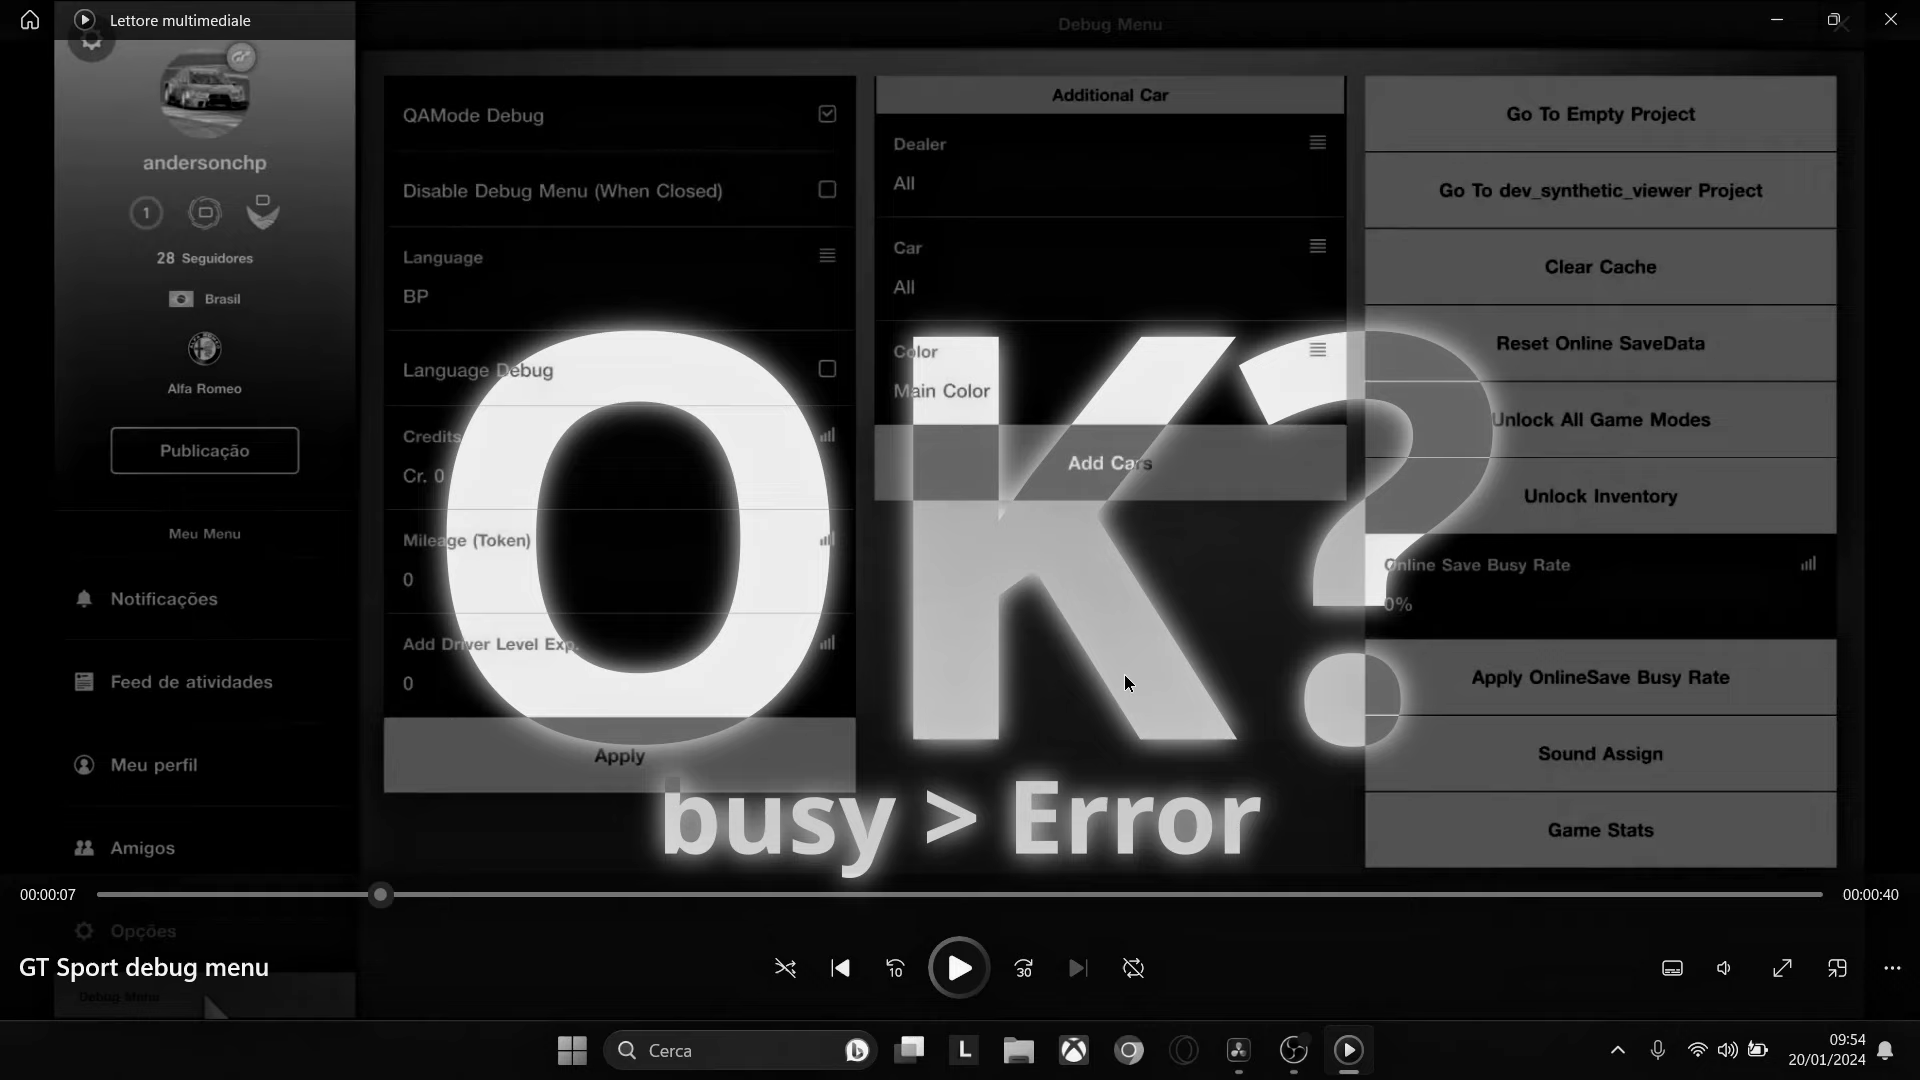 Lettore multimediale
Debug Menu
andersonchp
1
28 Seguidores
Brasil
Alfa Romeo
Publicação
Meu Menu
Notificações
Feed de atividades
Meu perfil
Amigos
Opções
Debug Menu
QAMode Debug
Disable Debug Menu (When Closed)
Language
BP
Language Debug
Credits
Cr. 0
Mileage (Token)
0
Add Driver Level Exp.
0
Apply
Additional Car
Dealer
All
Car
All
Color
Main Color
Add Cars
Go To Empty Project
Go To dev_synthetic_viewer Project
Clear Cache
Reset Online SaveData
Unlock All Game Modes
Unlock Inventory
Online Save Busy Rate
0%
Apply OnlineSave Busy Rate
Sound Assign
Game Stats
OK?
busy > Error
00:00:07
00:00:40
GT Sport debug menu
10
30
Cerca
L
09:54
20/01/2024